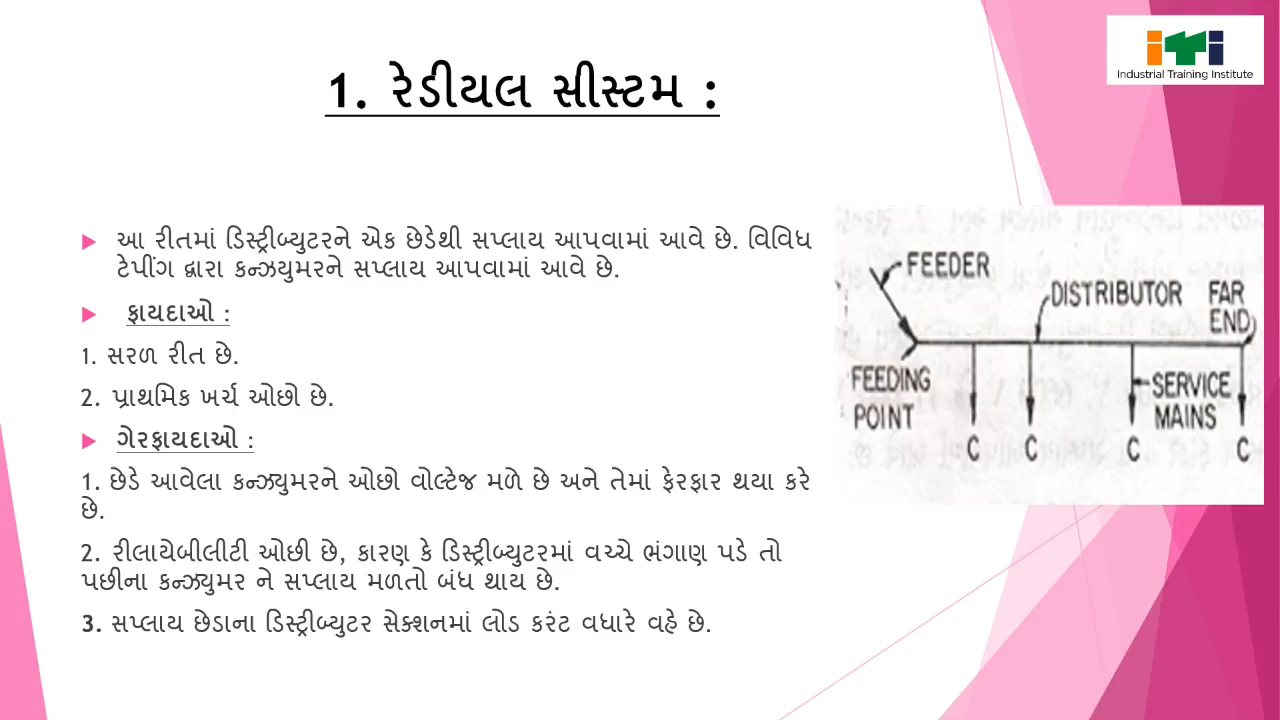 iTi
Industrial Training Institute
1. રેડીયલ સીસ્ટમ :
આ રીતમાં ડિસ્ટ્રીબ્યુટરને એક છેડેથી સપ્લાય આપવામાં આવે છે. વિવિધ
ટેપીંગ દ્વારા કન્ઝયુમરને સપ્લાય આપવામાં આવે છે.
ફાયદાઓ :
1. સરળ રીત છે.
2. પ્રાથમિક ખર્ચ ઓછો છે.
ગેરફાયદાઓ :
1. છેડે આવેલા કન્ઝ્યુમરને ઓછો વોલ્ટેજ મળે છે અને તેમાં ફેરફાર થયા કરે
છે.
2. રીલાયેબીલીટી ઓછી છે, કારણ કે ડિસ્ટ્રીબ્યુટરમાં વચ્ચે ભંગાણ પડે તો
પછીના કન્ઝ્યુમર ને સપ્લાય મળતો બંધ થાય છે.
3. સપ્લાય છેડાના ડિસ્ટ્રીબ્યુટર સેક્શનમાં લોડ કરંટ વધારે વહે છે.
FEEDER
DISTRIBUTOR
FAR
END
FEEDING
POINT
SERVICE
MAINS
C C C C